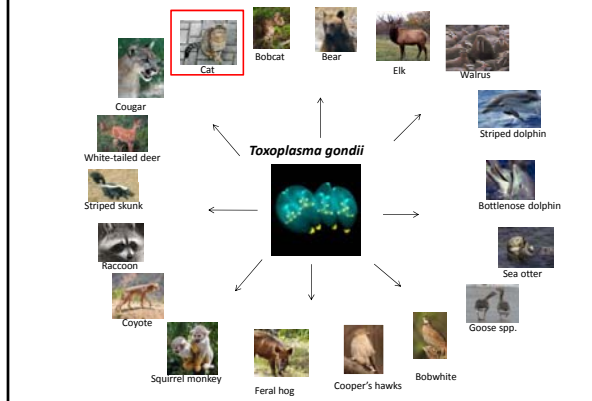 Cat
Bobcat
Bear
Elk
Walrus
Cougar
Striped dolphin
White-tailed deer
Toxoplasma gondii
Striped skunk
Bottlenose dolphin
Raccoon
Sea otter
Coyote
Goose spp.
Squirrel monkey
Feral hog
Cooper's hawks
Bobwhite